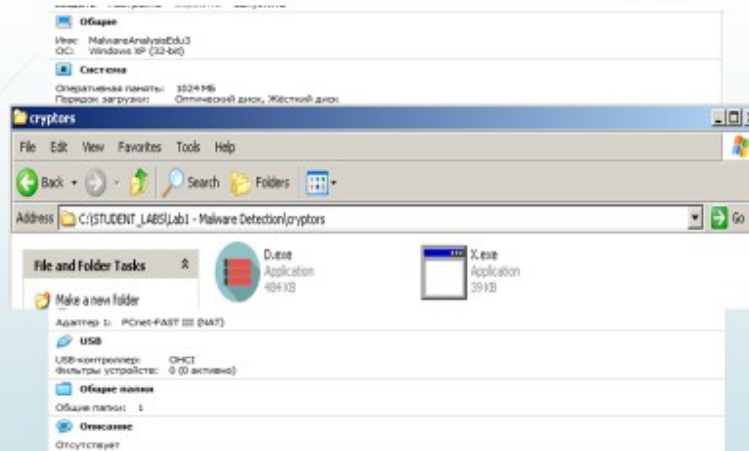 Общие
Имя: MalwareAnalysisEdu3
ОС: Windows XP (32-bit)
Система
Оперативная память: 1024 МБ
Порядок загрузки: Оптический диск, Жёсткий диск
cryptors
File Edit View Favorites Tools Help
Back Search Folders
Address C:\STUDENT_LABS\Lab1 - Malware Detection\cryptors Go
File and Folder Tasks
Make a new folder
D.exe
Application
484 KB
X.exe
Application
39 KB
Адаптер 1: PCnet-FAST III (NAT)
USB
USB-контроллер: OHCI
Фильтры устройств: 0 (0 активно)
Общие папки
Общие папки: 1
Описание
Отсутствует